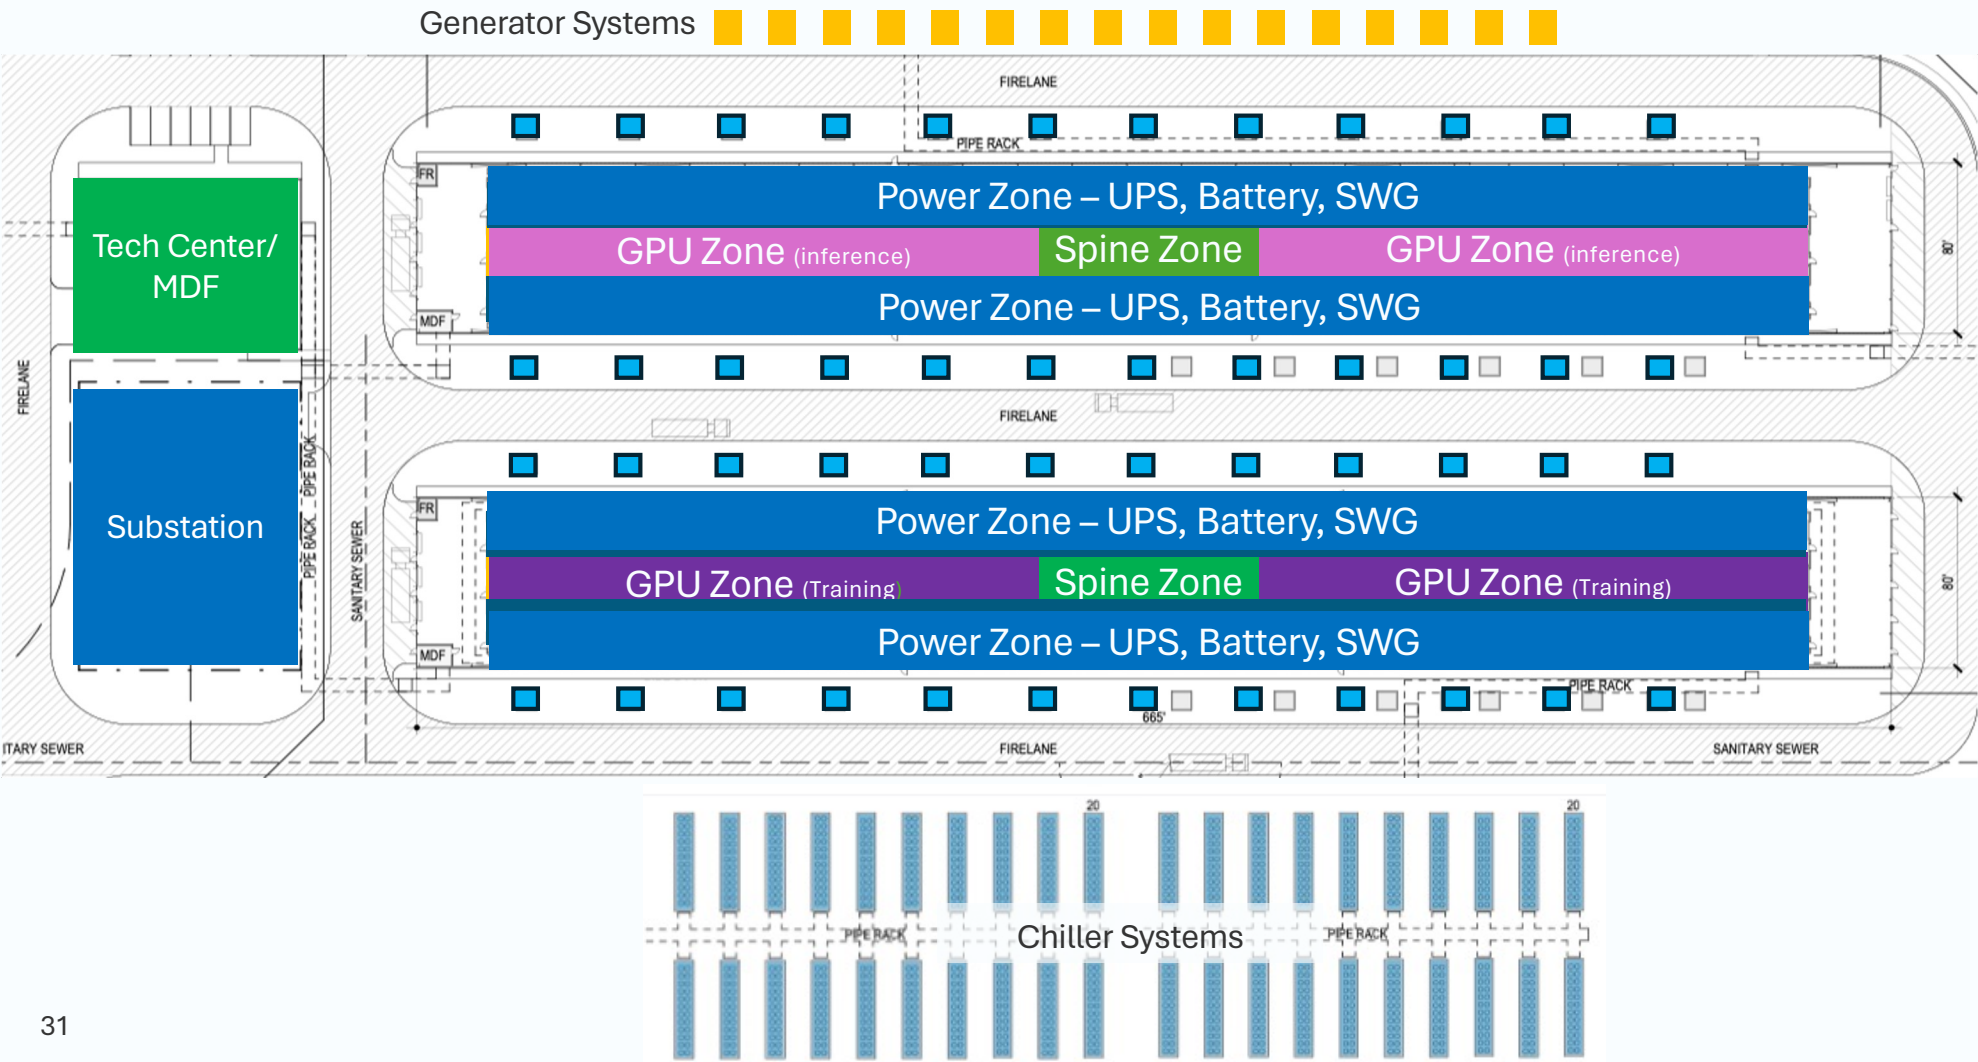 Generator Systems
FIRELANE
PIPE RACK
FR
Power Zone – UPS, Battery, SWG
GPU Zone (inference)
Spine Zone
GPU Zone (inference)
Power Zone – UPS, Battery, SWG
MDF
80'
Tech Center/
MDF
FIRELANE
FIRELANE
Substation
PIPE RACK
PIPE RACK
SANITARY SEWER
FR
Power Zone – UPS, Battery, SWG
GPU Zone (Training)
Spine Zone
GPU Zone (Training)
Power Zone – UPS, Battery, SWG
MDF
80'
PIPE RACK
665'
ITARY SEWER
FIRELANE
SANITARY SEWER
20
20
PIPE RACK
Chiller Systems
PIPE RACK
31